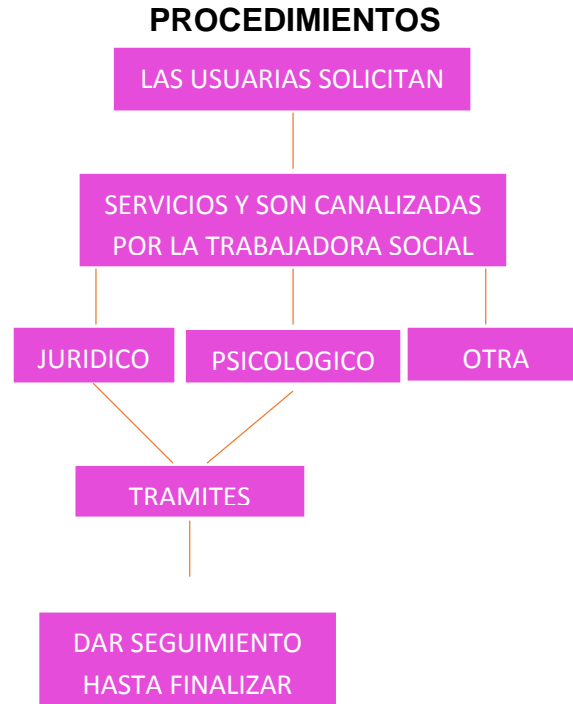 PROCEDIMIENTOS
LAS USUARIAS SOLICITAN
SERVICIOS Y SON CANALIZADAS
POR LA TRABAJADORA SOCIAL
JURIDICO
PSICOLOGICO
OTRA
TRAMITES
DAR SEGUIMIENTO
HASTA FINALIZAR